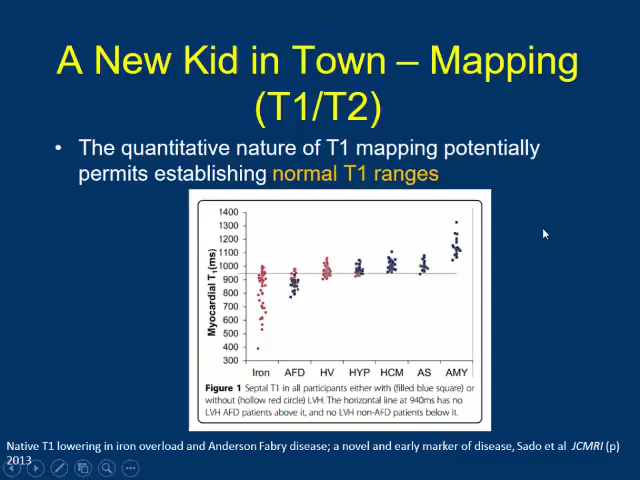 A New Kid in Town – Mapping
(T1/T2)
• The quantitative nature of T1 mapping potentially
permits establishing normal T1 ranges
Myocardial T1(ms)
1400
1300
1200
1100
1000
900
800
700
600
500
400
300
Iron AFD HV HYP HCM AS AMY
Figure 1 Septal T1 in all participants either with (filled blue square) or
without (hollow red circle) LVH. The horizontal line at 940ms has no
LVH AFD patients above it, and no LVH non-AFD patients below it.
Native T1 lowering in iron overload and Anderson Fabry disease; a novel and early marker of disease, Sado et al JCMRI (p)
2013